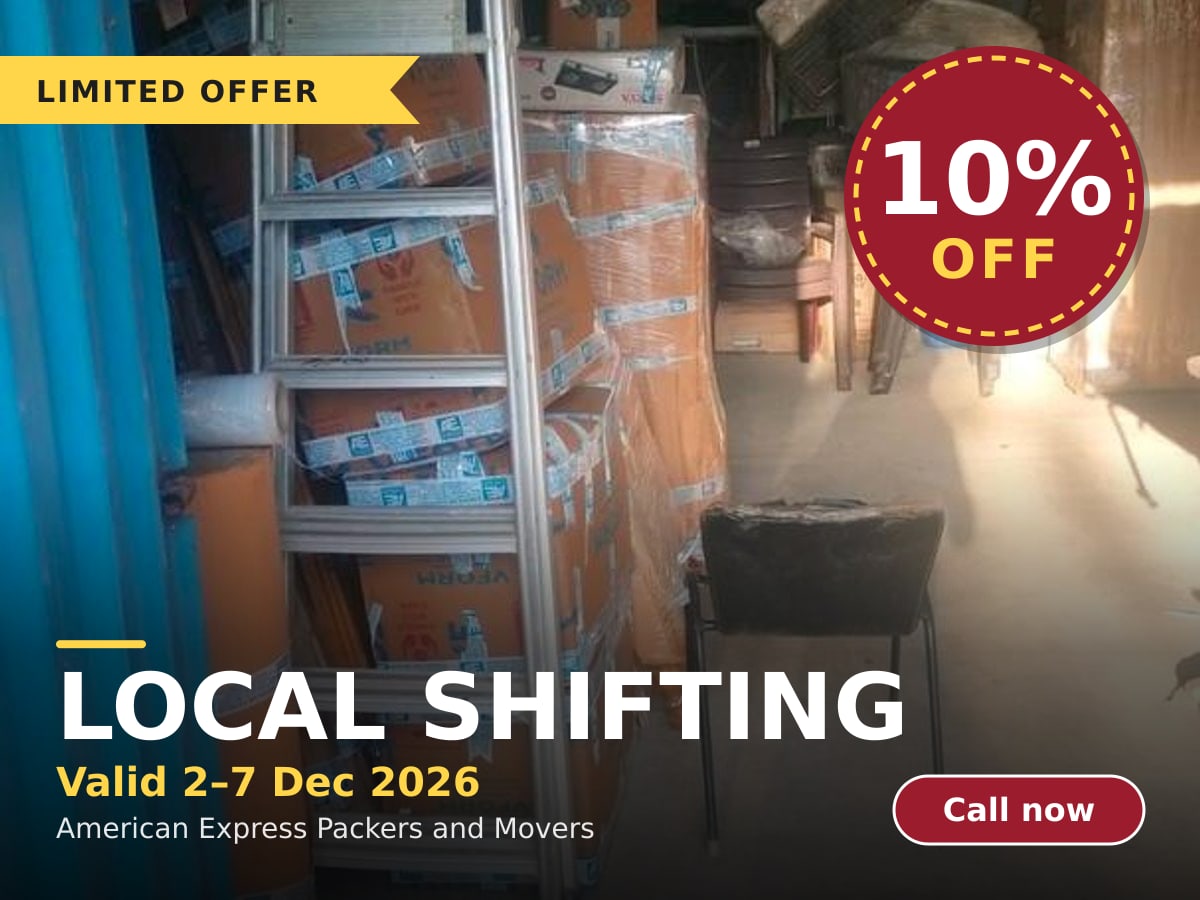 LIMITED OFFER
10%
OFF
LOCAL SHIFTING
Valid 2–7 Dec 2026
American Express Packers and Movers
Call now